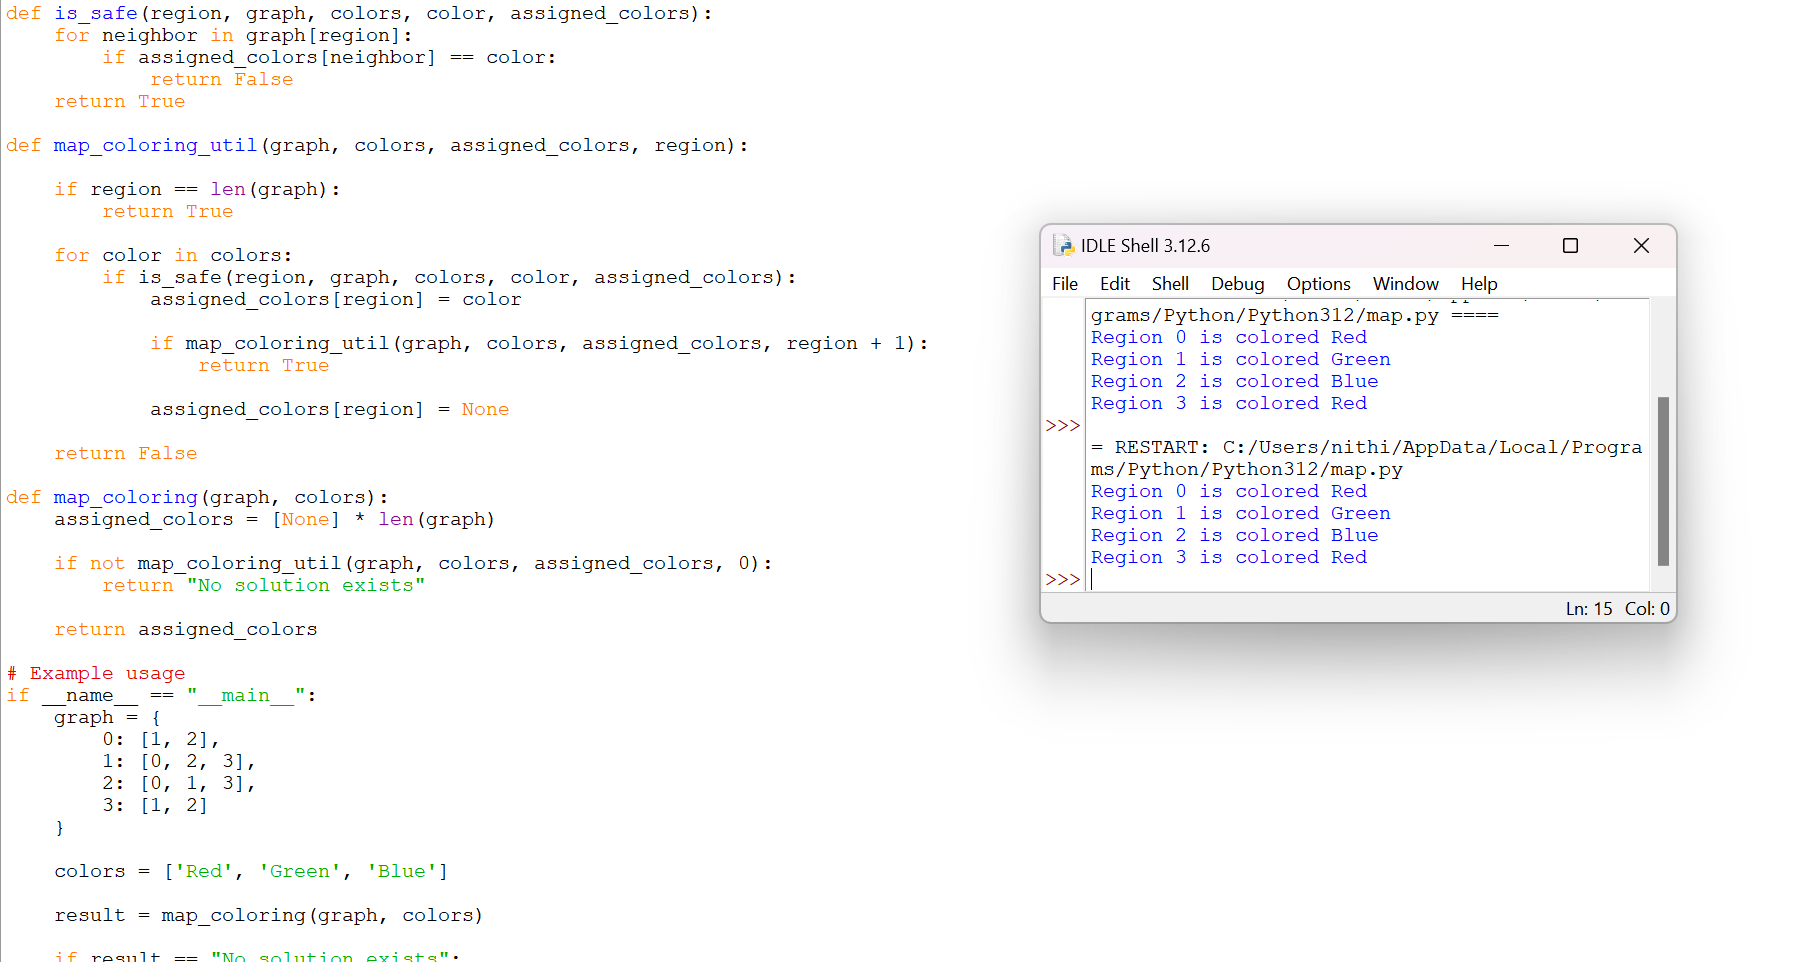 def is_safe(region, graph, colors, color, assigned_colors):
    for neighbor in graph[region]:
        if assigned_colors[neighbor] == color:
            return False
    return True
def map_coloring_util(graph, colors, assigned_colors, region):
    if region == len(graph):
        return True
    for color in colors:
        if is_safe(region, graph, colors, color, assigned_colors):
            assigned_colors[region] = color
            if map_coloring_util(graph, colors, assigned_colors, region + 1):
                return True
            assigned_colors[region] = None
    return False
def map_coloring(graph, colors):
    assigned_colors = [None] * len(graph)
    if not map_coloring_util(graph, colors, assigned_colors, 0):
        return "No solution exists"
    return assigned_colors
# Example usage
if __name__ == "__main__":
    graph = {
        0: [1, 2],
        1: [0, 2, 3],
        2: [0, 1, 3],
        3: [1, 2]
    }
    colors = ['Red', 'Green', 'Blue']
    result = map_coloring(graph, colors)
    if result == "No solution exists":
IDLE Shell 3.12.6
File Edit Shell Debug Options Window Help
grams/Python/Python312/map.py ====
Region 0 is colored Red
Region 1 is colored Green
Region 2 is colored Blue
Region 3 is colored Red
>>>
= RESTART: C:/Users/nithi/AppData/Local/Progra
ms/Python/Python312/map.py
Region 0 is colored Red
Region 1 is colored Green
Region 2 is colored Blue
Region 3 is colored Red
>>>
Ln: 15 Col: 0